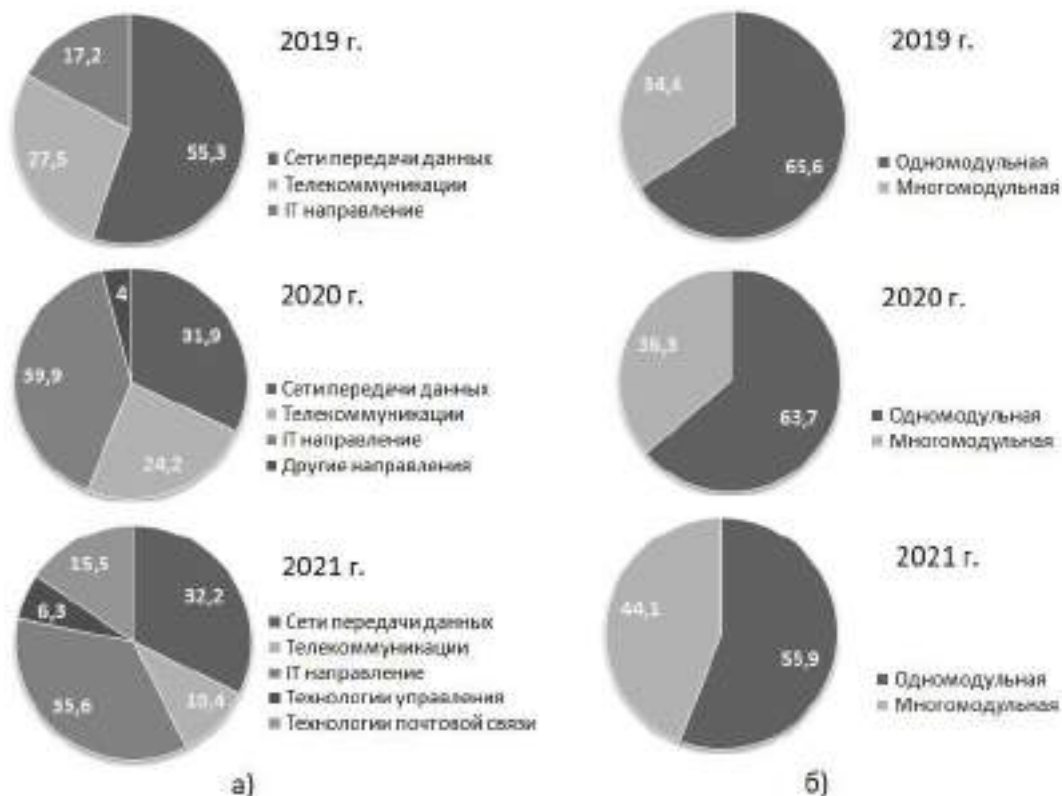 2019 г.
17,2
55,3
27,5
Сети передачи данных
Телекоммуникации
IT направление
2019 г.
34,4
65,6
Одномодульная
Многомодульная
2020 г.
4
31,9
39,9
24,2
Сети передачи данных
Телекоммуникации
IT направление
Другие направления
2020 г.
36,3
63,7
Одномодульная
Многомодульная
2021 г.
15,5
32,2
6,3
35,6
10,4
Сети передачи данных
Телекоммуникации
IT направление
Технологии управления
Технологии почтовой связи
2021 г.
44,1
55,9
Одномодульная
Многомодульная
а)
б)